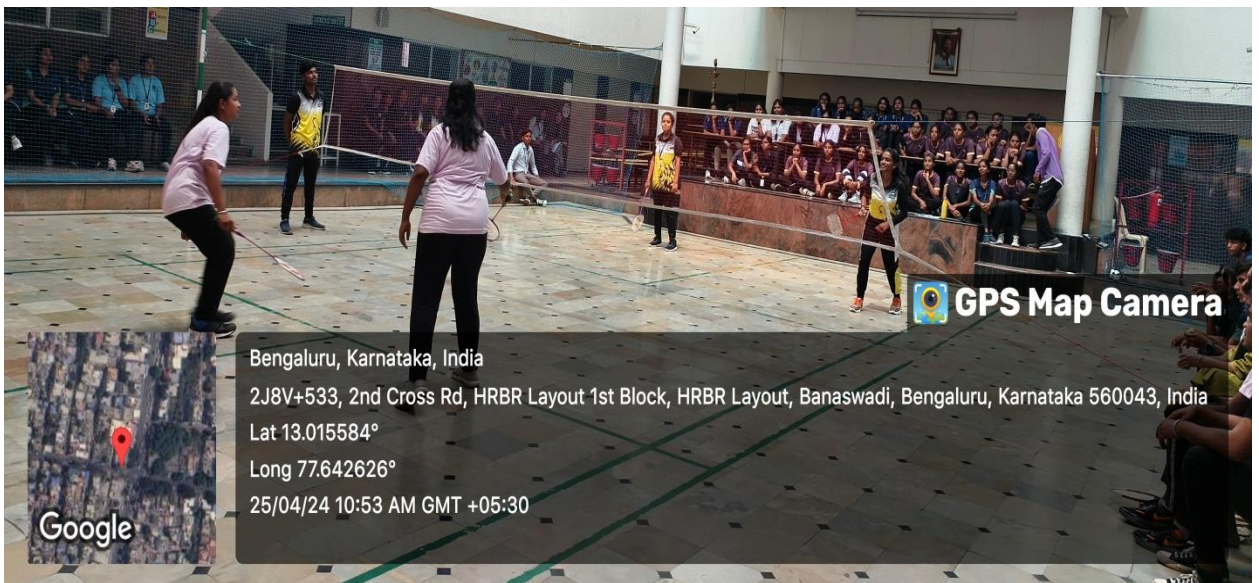 GPS Map Camera
Bengaluru, Karnataka, India
2J8V+533, 2nd Cross Rd, HRBR Layout 1st Block, HRBR Layout, Banaswadi, Bengaluru, Karnataka 560043, India
Lat 13.015584°
Long 77.642626°
25/04/24 10:53 AM GMT +05:30
Google